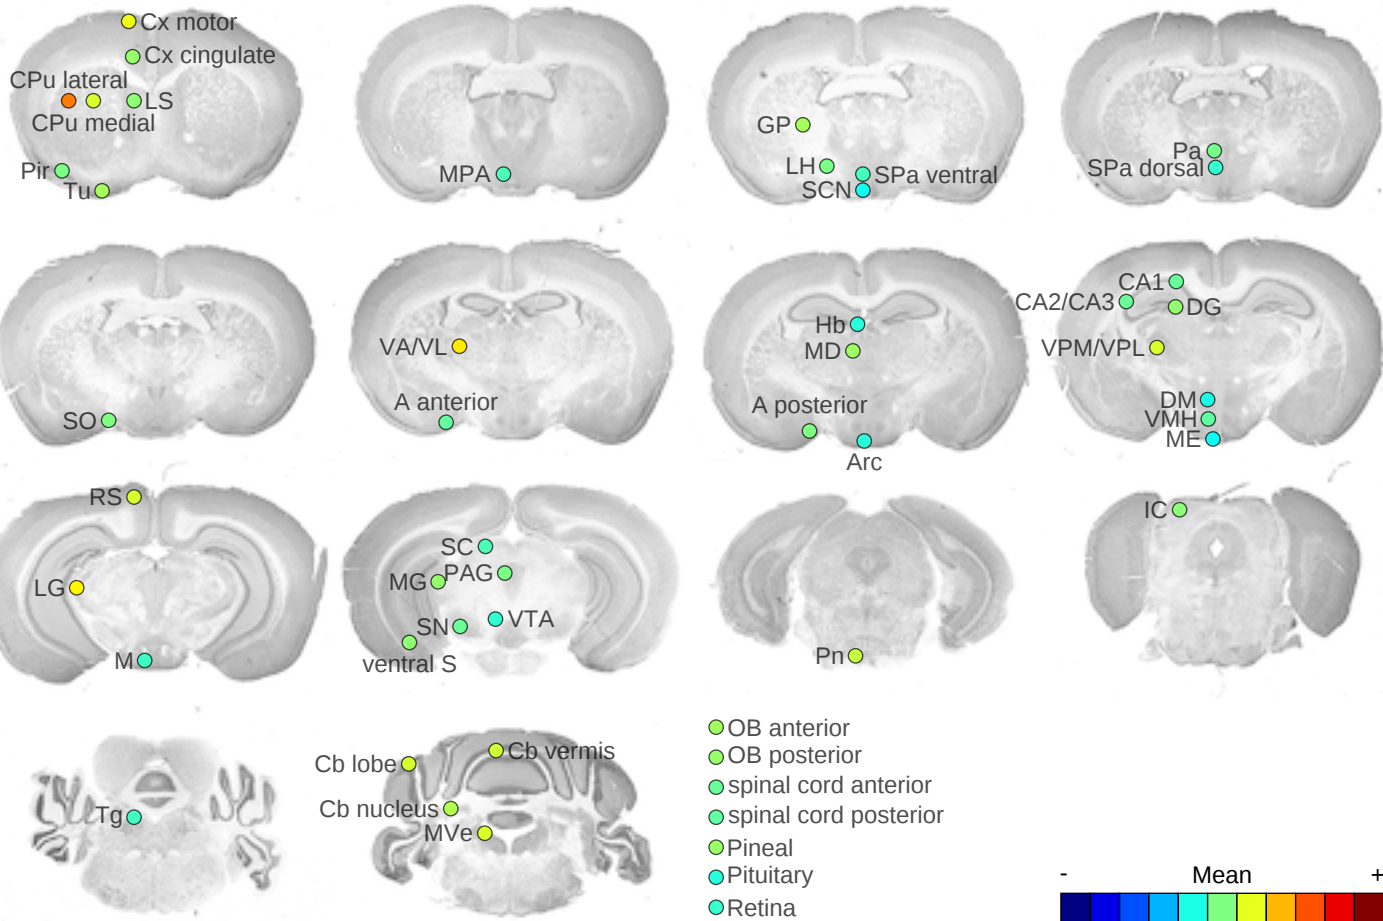 Cx motor
Cx cingulate
CPu lateral
LS
CPu medial
Pir
Tu
MPA
GP
LH
SPa ventral
SCN
Pa
SPa dorsal
SO
VA/VL
A anterior
Hb
MD
A posterior
Arc
CA1
CA2/CA3
DG
VPM/VPL
DM
VMH
ME
RS
LG
M
SC
MG
PAG
SN
VTA
ventral S
Pn
IC
Tg
Cb lobe
Cb vermis
Cb nucleus
MVe
OB anterior
OB posterior
spinal cord anterior
spinal cord posterior
Pineal
Pituitary
Retina
- Mean +